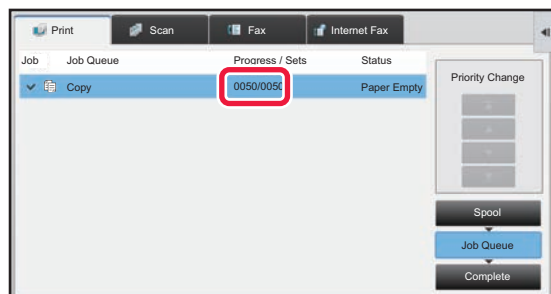 Print Scan Fax Internet Fax
Job Job Queue Progress / Sets Status
Copy 0050/0050 Paper Empty
Priority Change
Spool
Job Queue
Complete